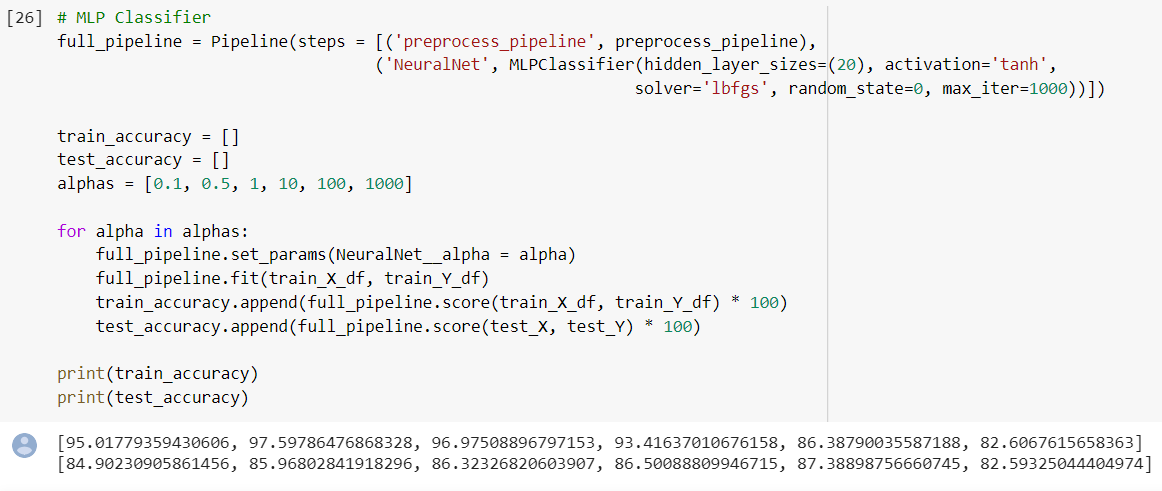 [26] # MLP Classifier
full_pipeline = Pipeline(steps = [('preprocess_pipeline', preprocess_pipeline),
('NeuralNet', MLPClassifier(hidden_layer_sizes=(20), activation='tanh',
solver='lbfgs', random_state=0, max_iter=1000))])
train_accuracy = []
test_accuracy = []
alphas = [0.1, 0.5, 1, 10, 100, 1000]
for alpha in alphas:
full_pipeline.set_params(NeuralNet__alpha = alpha)
full_pipeline.fit(train_X_df, train_Y_df)
train_accuracy.append(full_pipeline.score(train_X_df, train_Y_df) * 100)
test_accuracy.append(full_pipeline.score(test_X, test_Y) * 100)
print(train_accuracy)
print(test_accuracy)
[95.01779359430606, 97.59786476868328, 96.97508896797153, 93.41637010676158, 86.38790035587188, 82.6067615658363]
[84.90230905861456, 85.96802841918296, 86.32326820603907, 86.50088809946715, 87.38898756660745, 82.59325044404974]